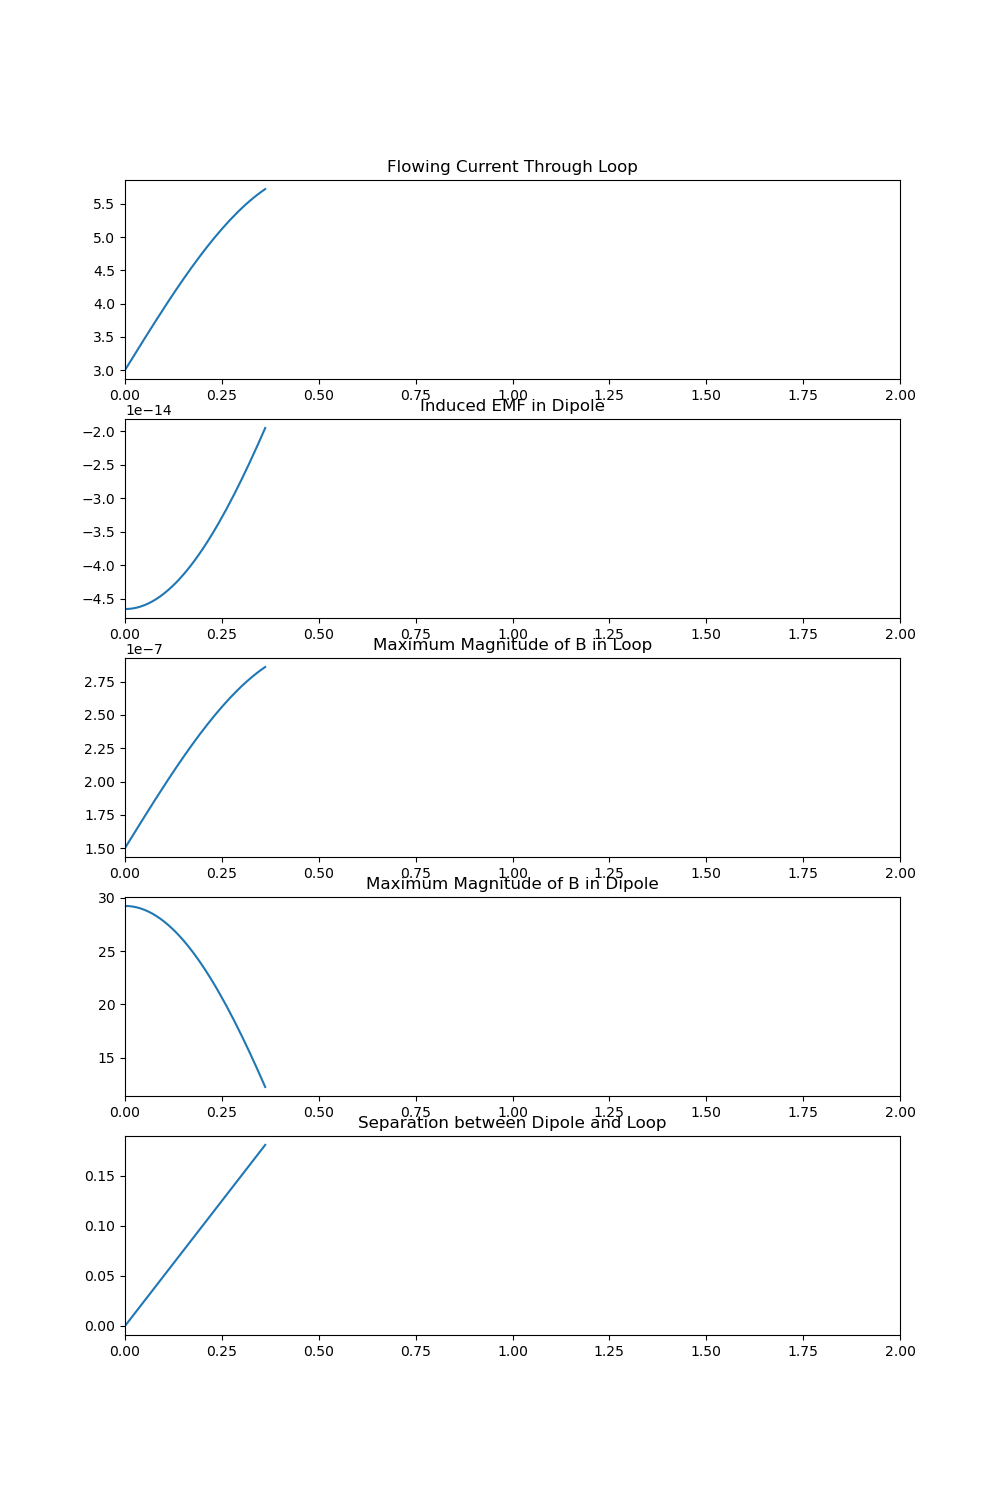 Flowing Current Through Loop
5.5
5.0
4.5
4.0
3.5
3.0
0.00 0.25 0.50 0.75 1.00 1.25 1.50 1.75 2.00
Induced EMF in Dipole
1e−14
−2.0
−2.5
−3.0
−3.5
−4.0
−4.5
0.00 0.25 0.50 0.75 1.00 1.25 1.50 1.75 2.00
Maximum Magnitude of B in Loop
1e−7
2.75
2.50
2.25
2.00
1.75
1.50
0.00 0.25 0.50 0.75 1.00 1.25 1.50 1.75 2.00
Maximum Magnitude of B in Dipole
30
25
20
15
0.00 0.25 0.50 0.75 1.00 1.25 1.50 1.75 2.00
Separation between Dipole and Loop
0.15
0.10
0.05
0.00
0.00 0.25 0.50 0.75 1.00 1.25 1.50 1.75 2.00